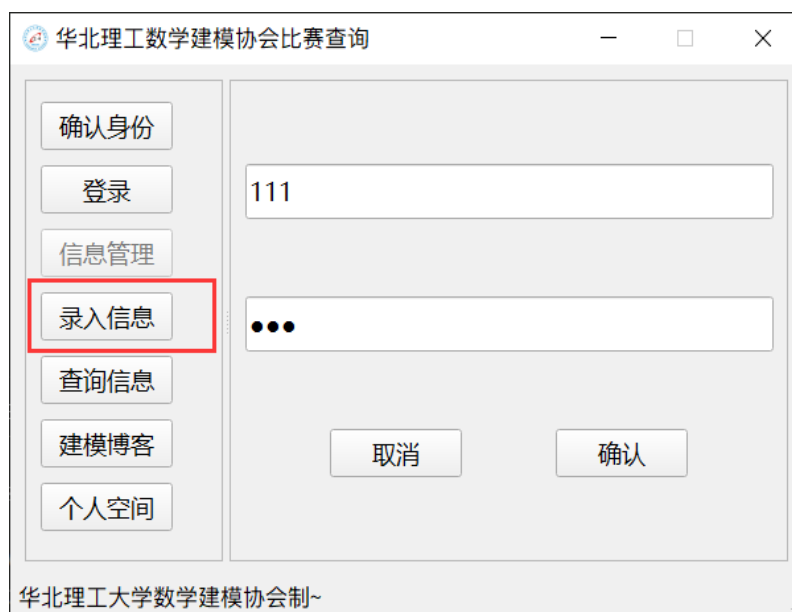 华北理工数学建模协会比赛查询
确认身份
登录
信息管理
录入信息
查询信息
建模博客
个人空间
111
●●●
取消
确认
华北理工大学数学建模协会制~